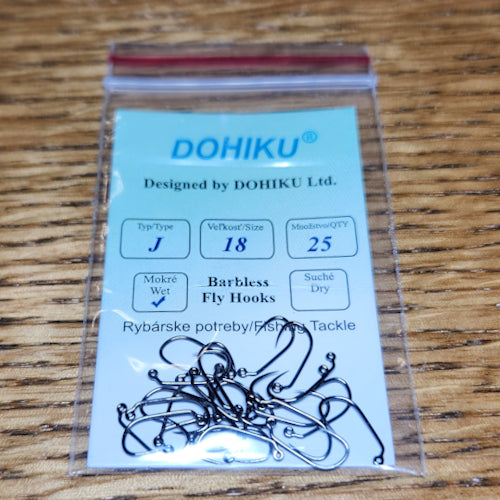 DOHIKU®
Designed by DOHIKU Ltd.
Typ/Type
J
Veľkosť/Size
18
Množstvo/QTY
25
Mokré
Wet
Barbless
Fly Hooks
Suché
Dry
Rybárske potreby/Fishing Tackle